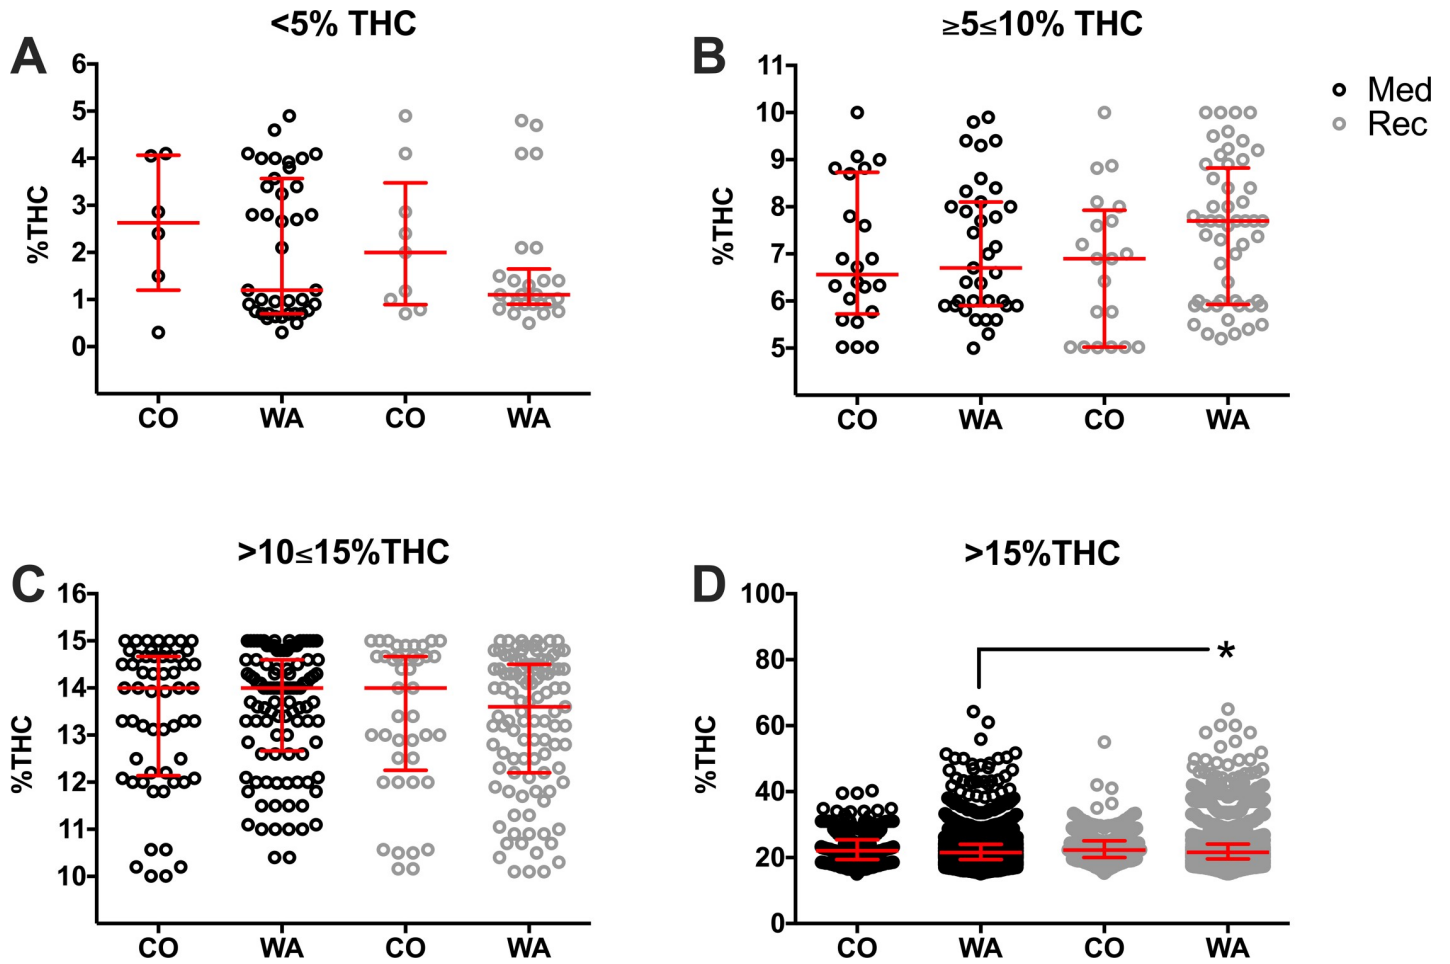 A
<5% THC
%THC
6
5
4
3
2
1
0
CO WA CO WA
B
≥5≤10% THC
%THC
11
10
9
8
7
6
5
CO WA CO WA
Med
Rec
C
>10≤15%THC
%THC
16
15
14
13
12
11
10
CO WA CO WA
D
>15%THC
%THC
100
80
60
40
20
0
*
CO WA CO WA